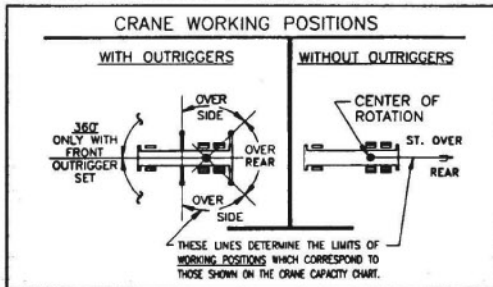 CRANE WORKING POSITIONS
WITH OUTRIGGERS
360°
ONLY WITH
FRONT
OUTRIGGER
SET
OVER
SIDE
OVER
REAR
OVER
SIDE
WITHOUT OUTRIGGERS
CENTER OF
ROTATION
ST. OVER
REAR
THESE LINES DETERMINE THE LIMITS OF
WORKING POSITIONS WHICH CORRESPOND TO
THOSE SHOWN ON THE CRANE CAPACITY CHART.